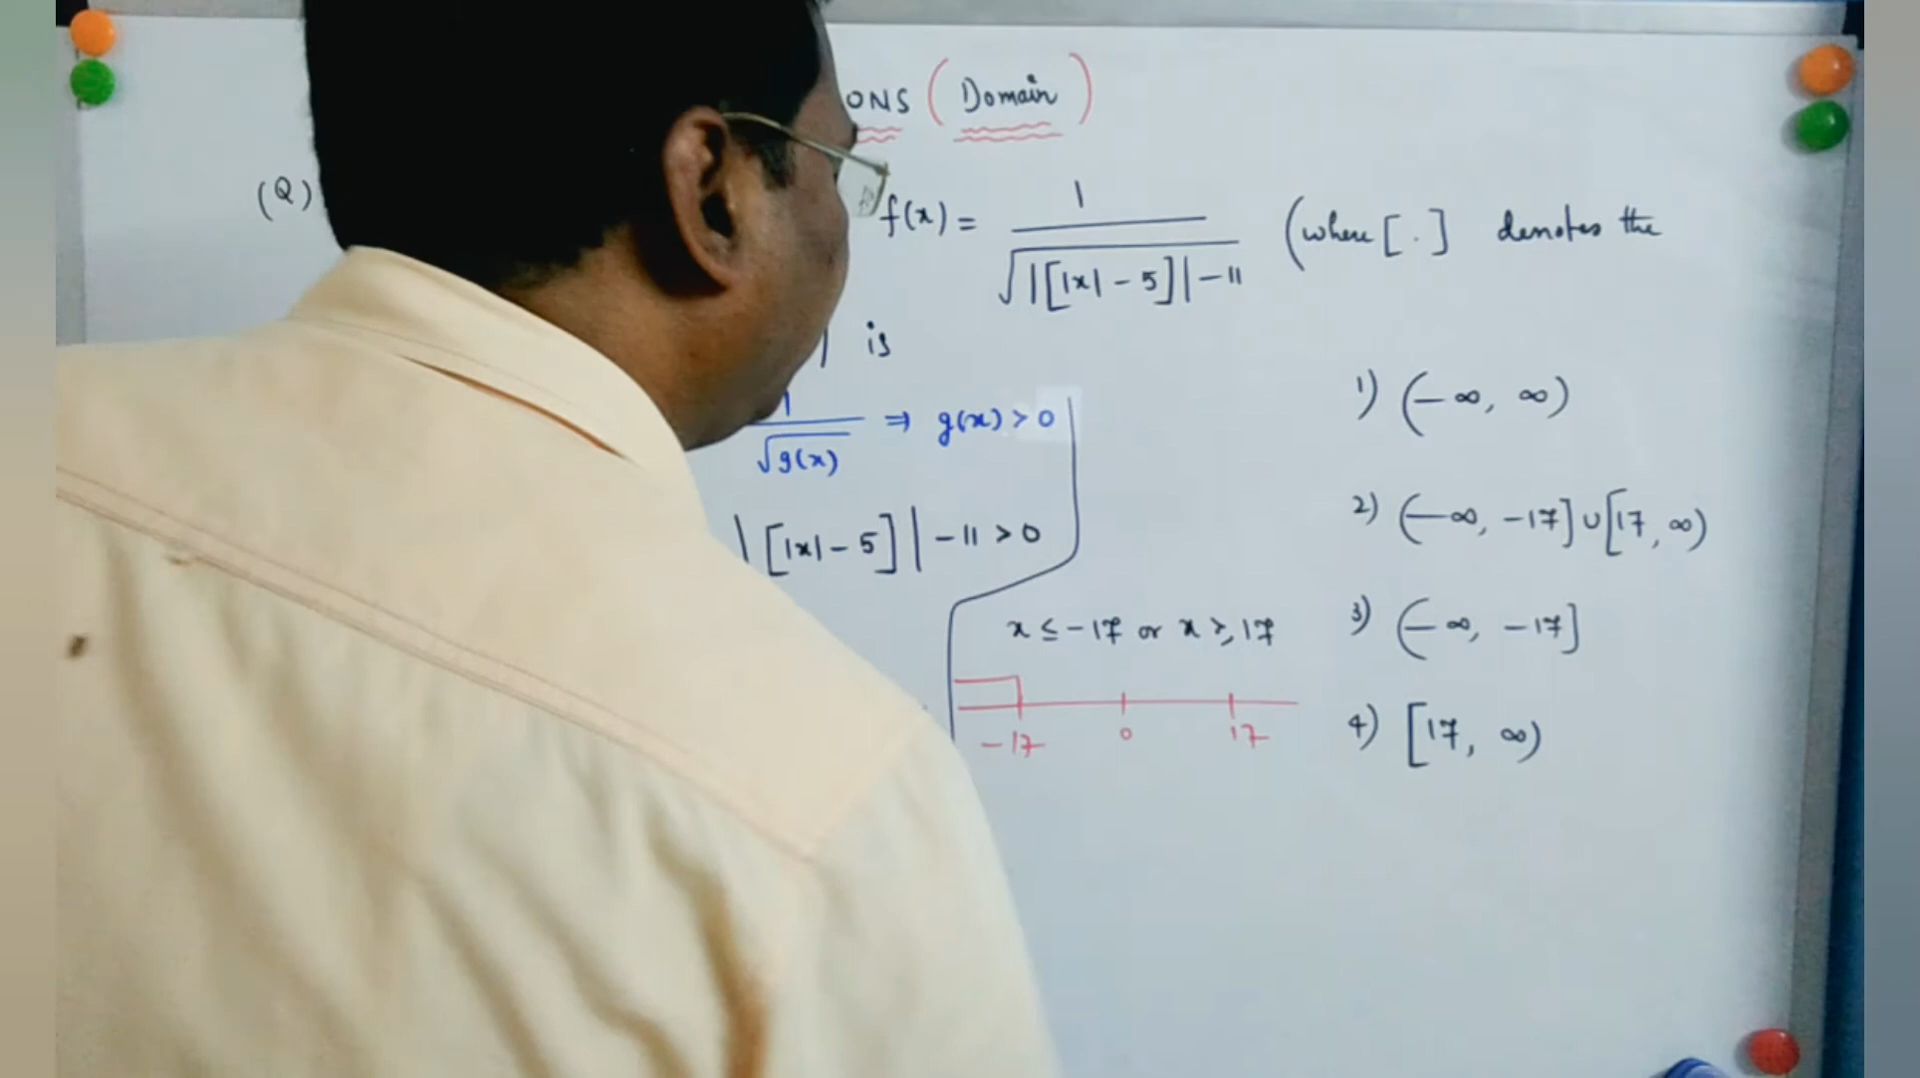 ONS (Domain)
(Q) f(x) = 1 / √|[|x| - 5]| - 11 (where [.] denotes the
) is
1 / √g(x) ⇒ g(x) > 0
|[|x| - 5]| - 11 > 0
x ≤ -17 or x ≥ 17
-17 0 17
1) (-∞, ∞)
2) (-∞, -17] ∪ [17, ∞)
3) (-∞, -17]
4) [17, ∞)